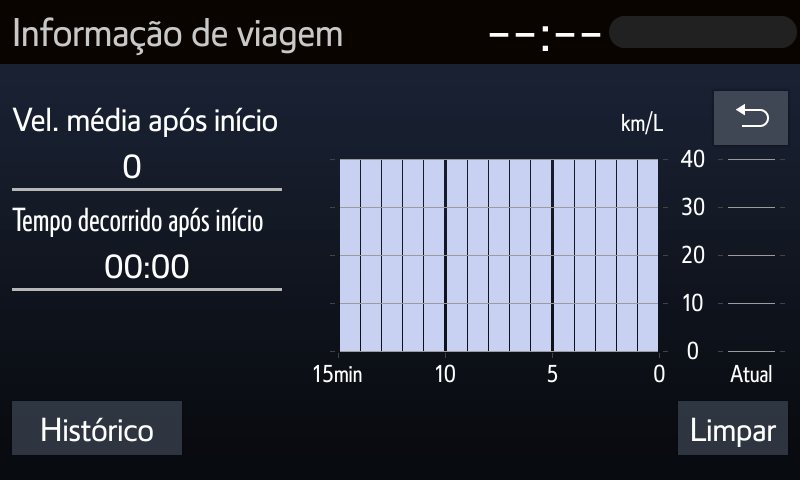 Informação de viagem
--:--
Vel. média após início
0
Tempo decorrido após início
00:00
km/L
40
30
20
10
0
15min 10 5 0 Atual
Histórico
Limpar